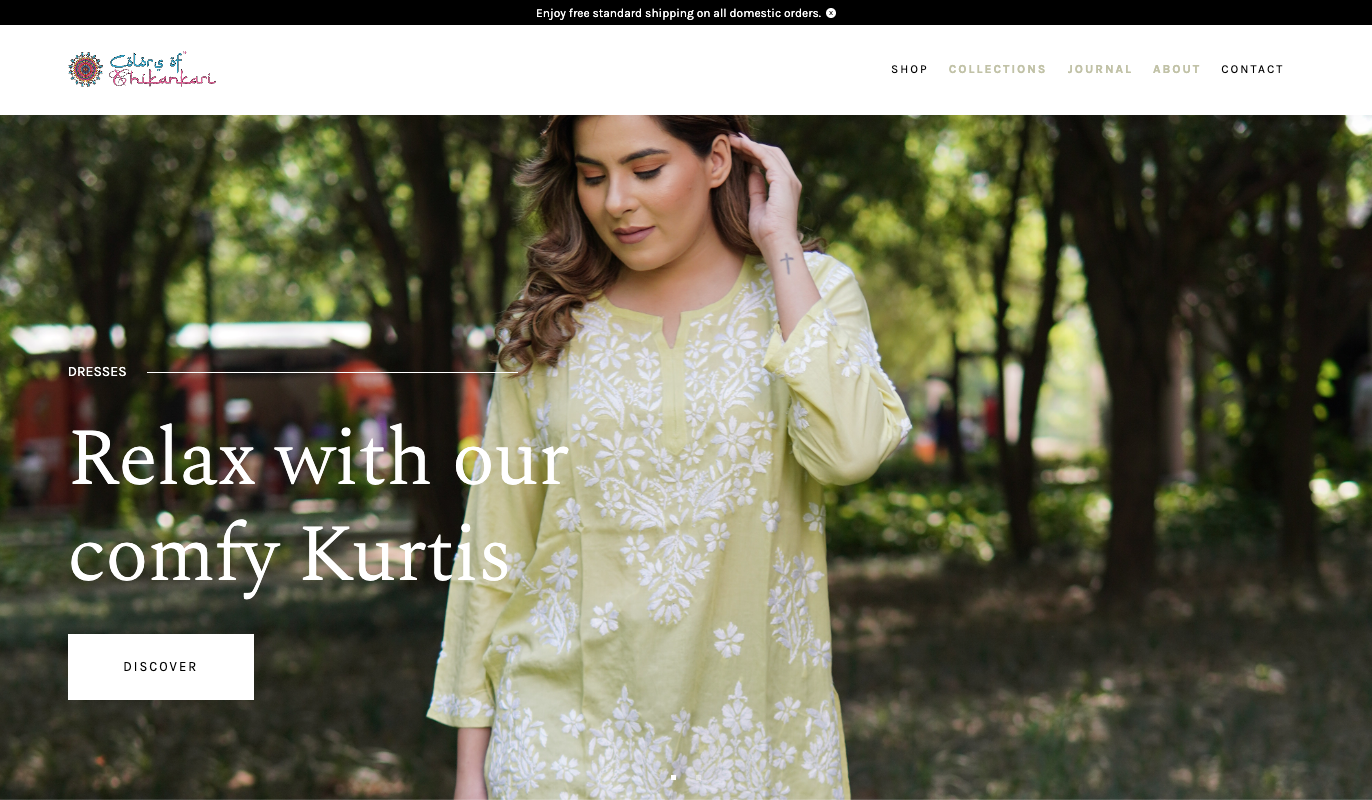 Enjoy free standard shipping on all domestic orders.
Colors of
Chikankari
SHOP COLLECTIONS JOURNAL ABOUT CONTACT
DRESSES
Relax with our
comfy Kurtis
DISCOVER